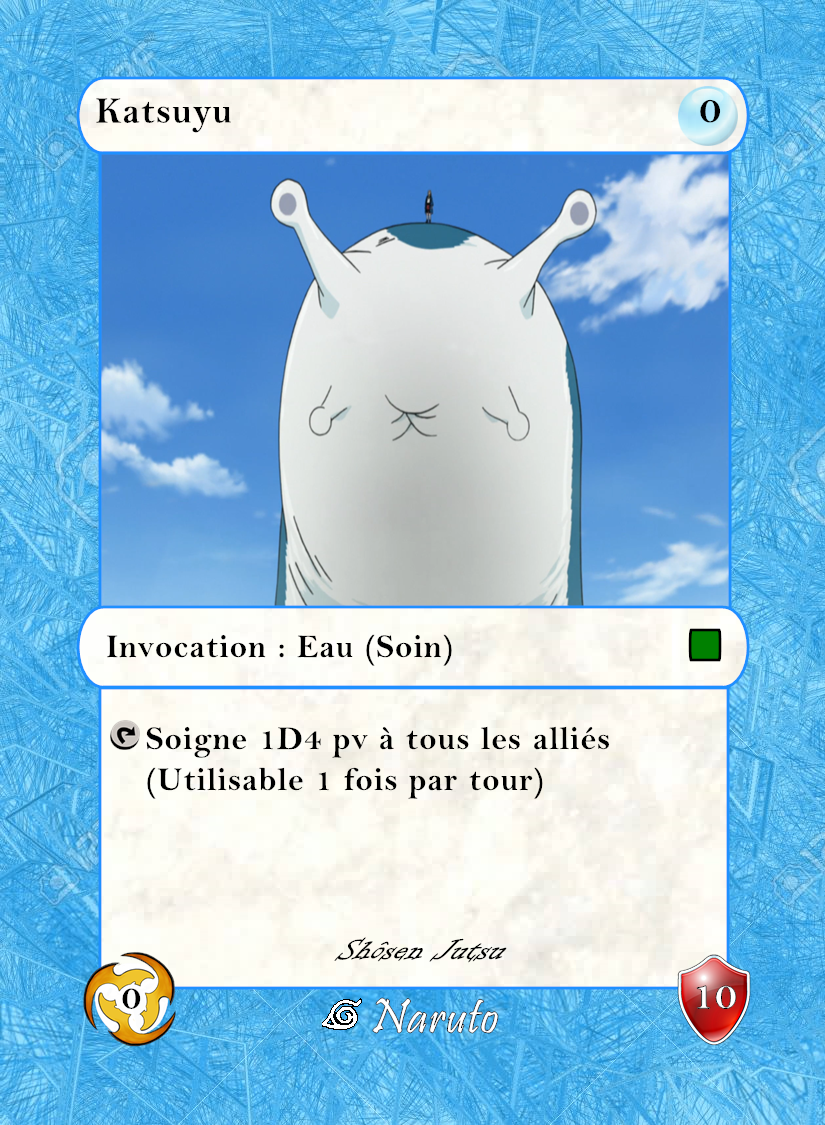 Katsuyu
0
Invocation : Eau (Soin)
Soigne 1D4 pv à tous les alliés
(Utilisable 1 fois par tour)
Shôsen Jutsu
0
Naruto
10